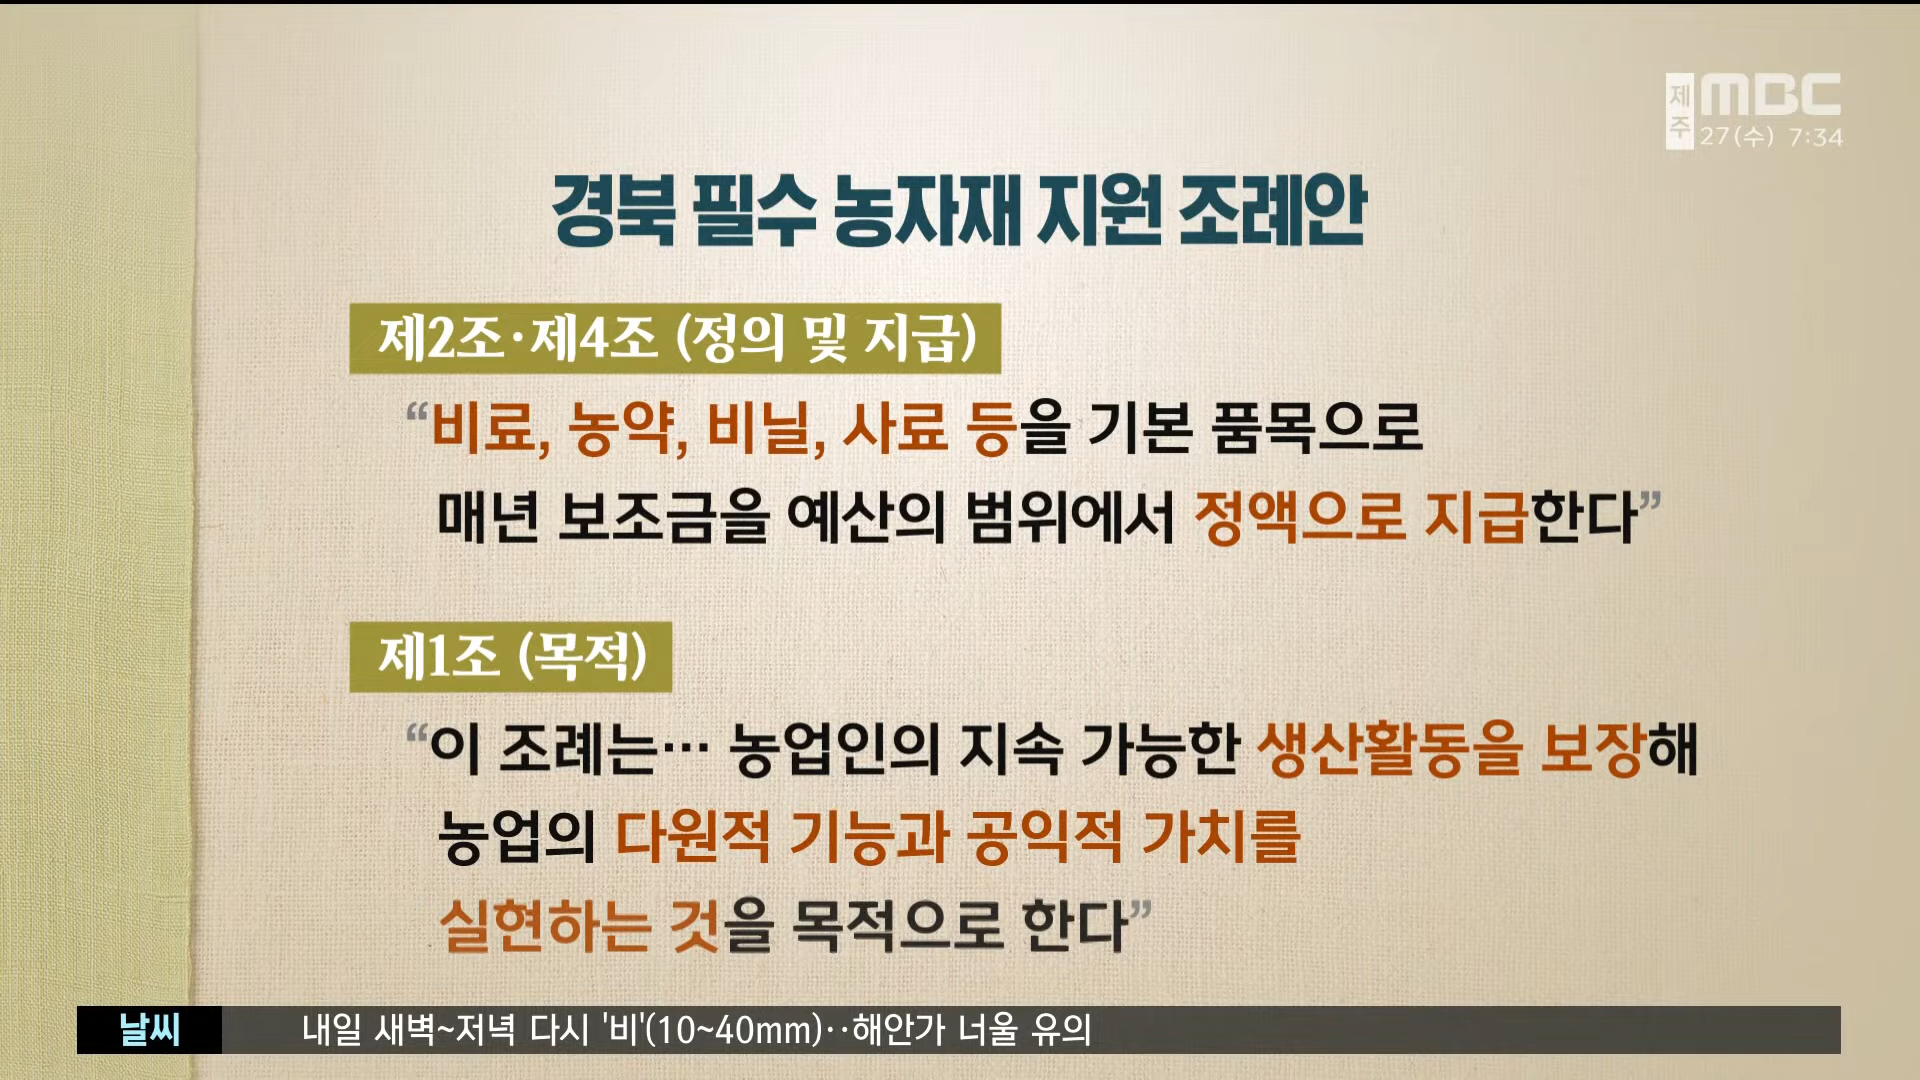 제주 MBC
27(수) 7:34
경북 필수 농자재 지원 조례안
제2조·제4조 (정의 및 지급)
“비료, 농약, 비닐, 사료 등을 기본 품목으로
매년 보조금을 예산의 범위에서 정액으로 지급한다”
제1조 (목적)
“이 조례는… 농업인의 지속 가능한 생산활동을 보장해
농업의 다원적 기능과 공익적 가치를
실현하는 것을 목적으로 한다”
날씨 내일 새벽~저녁 다시 '비'(10~40mm)‥해안가 너울 유의